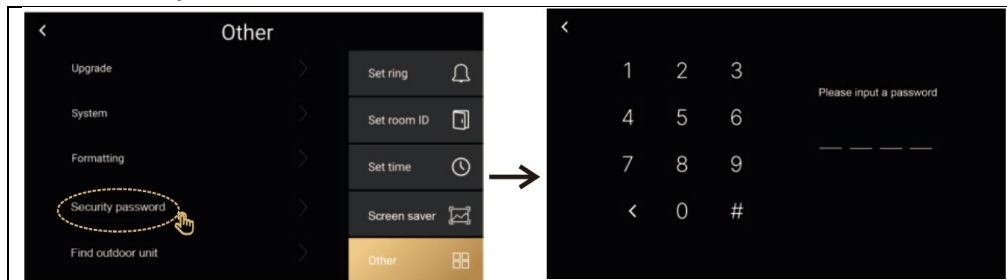 Other
Upgrade
System
Formatting
Security password
Find outdoor unit
Set ring
Set room ID
Set time
Screen saver
Other
1 2 3
4 5 6
7 8 9
< 0 #
Please input a password